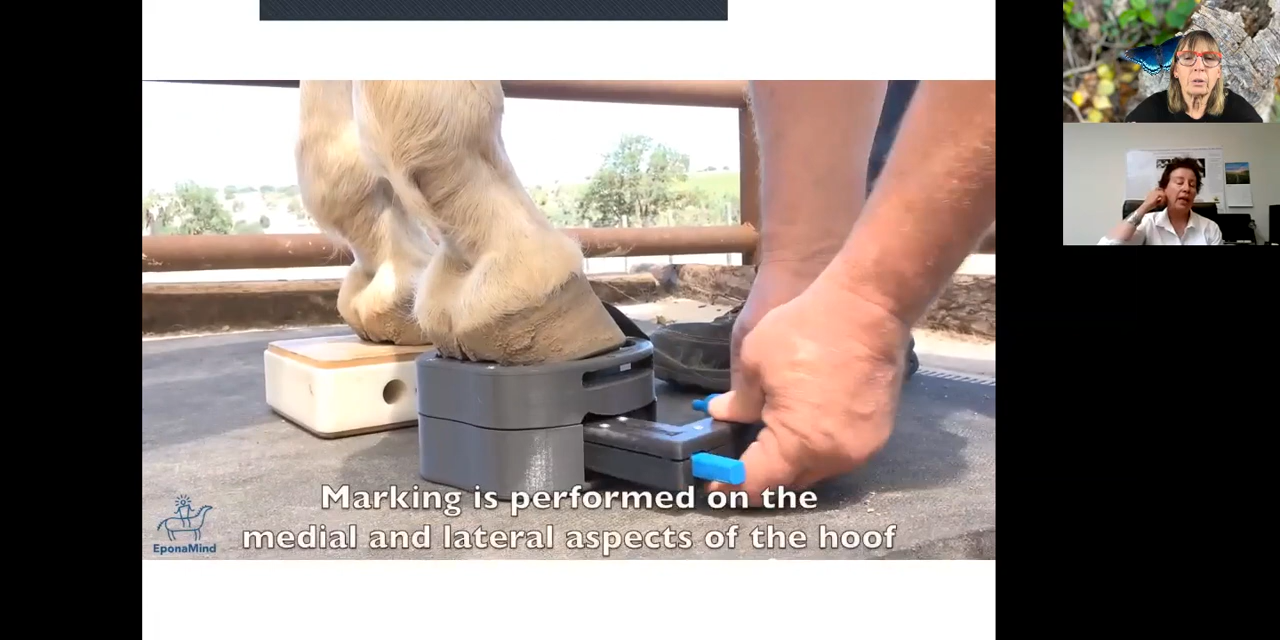 Marking is performed on the
medial and lateral aspects of the hoof
EponaMind